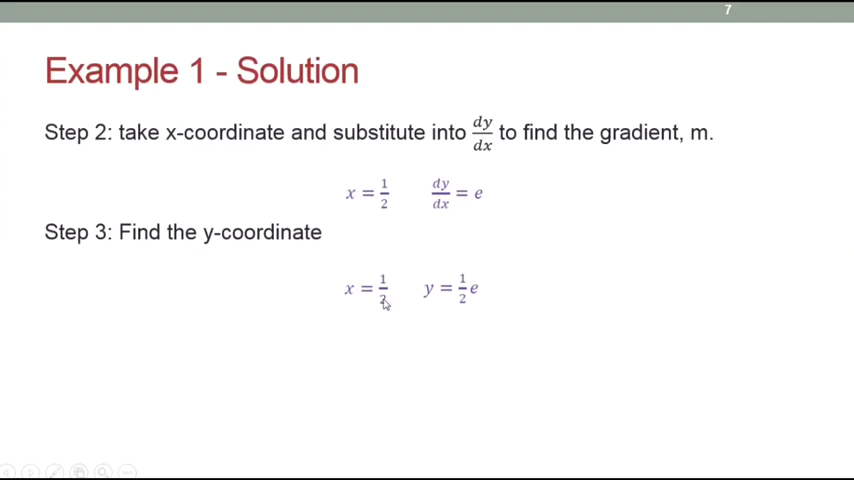 7
Example 1 - Solution
Step 2: take x-coordinate and substitute into dy/dx to find the gradient, m.
x = 1/2 dy/dx = e
Step 3: Find the y-coordinate
x = 1/2 y = 1/2 e